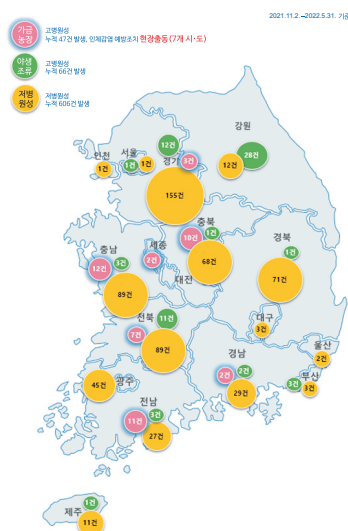 2021.11.2. ~2022.5.31. 기준
가금
농장
고병원성
누적 47건 발생, 인체감염 예방조치 현장출동(7개 시·도)
야생
조류
고병원성
누적 66건 발생
저병
원성
저병원성
누적 606건 발생
강원
12건
28건
인천
1건
서울
1건
1건
12건
경기
3건
155건
충북
10건
1건
68건
경북
1건
71건
충남
12건
3건
89건
세종
2건
대전
대구
3건
전북
11건
7건
89건
울산
2건
경남
2건
2건
29건
부산
3건
3건
45건
광주
전남
11건
3건
27건
제주
1건
11건